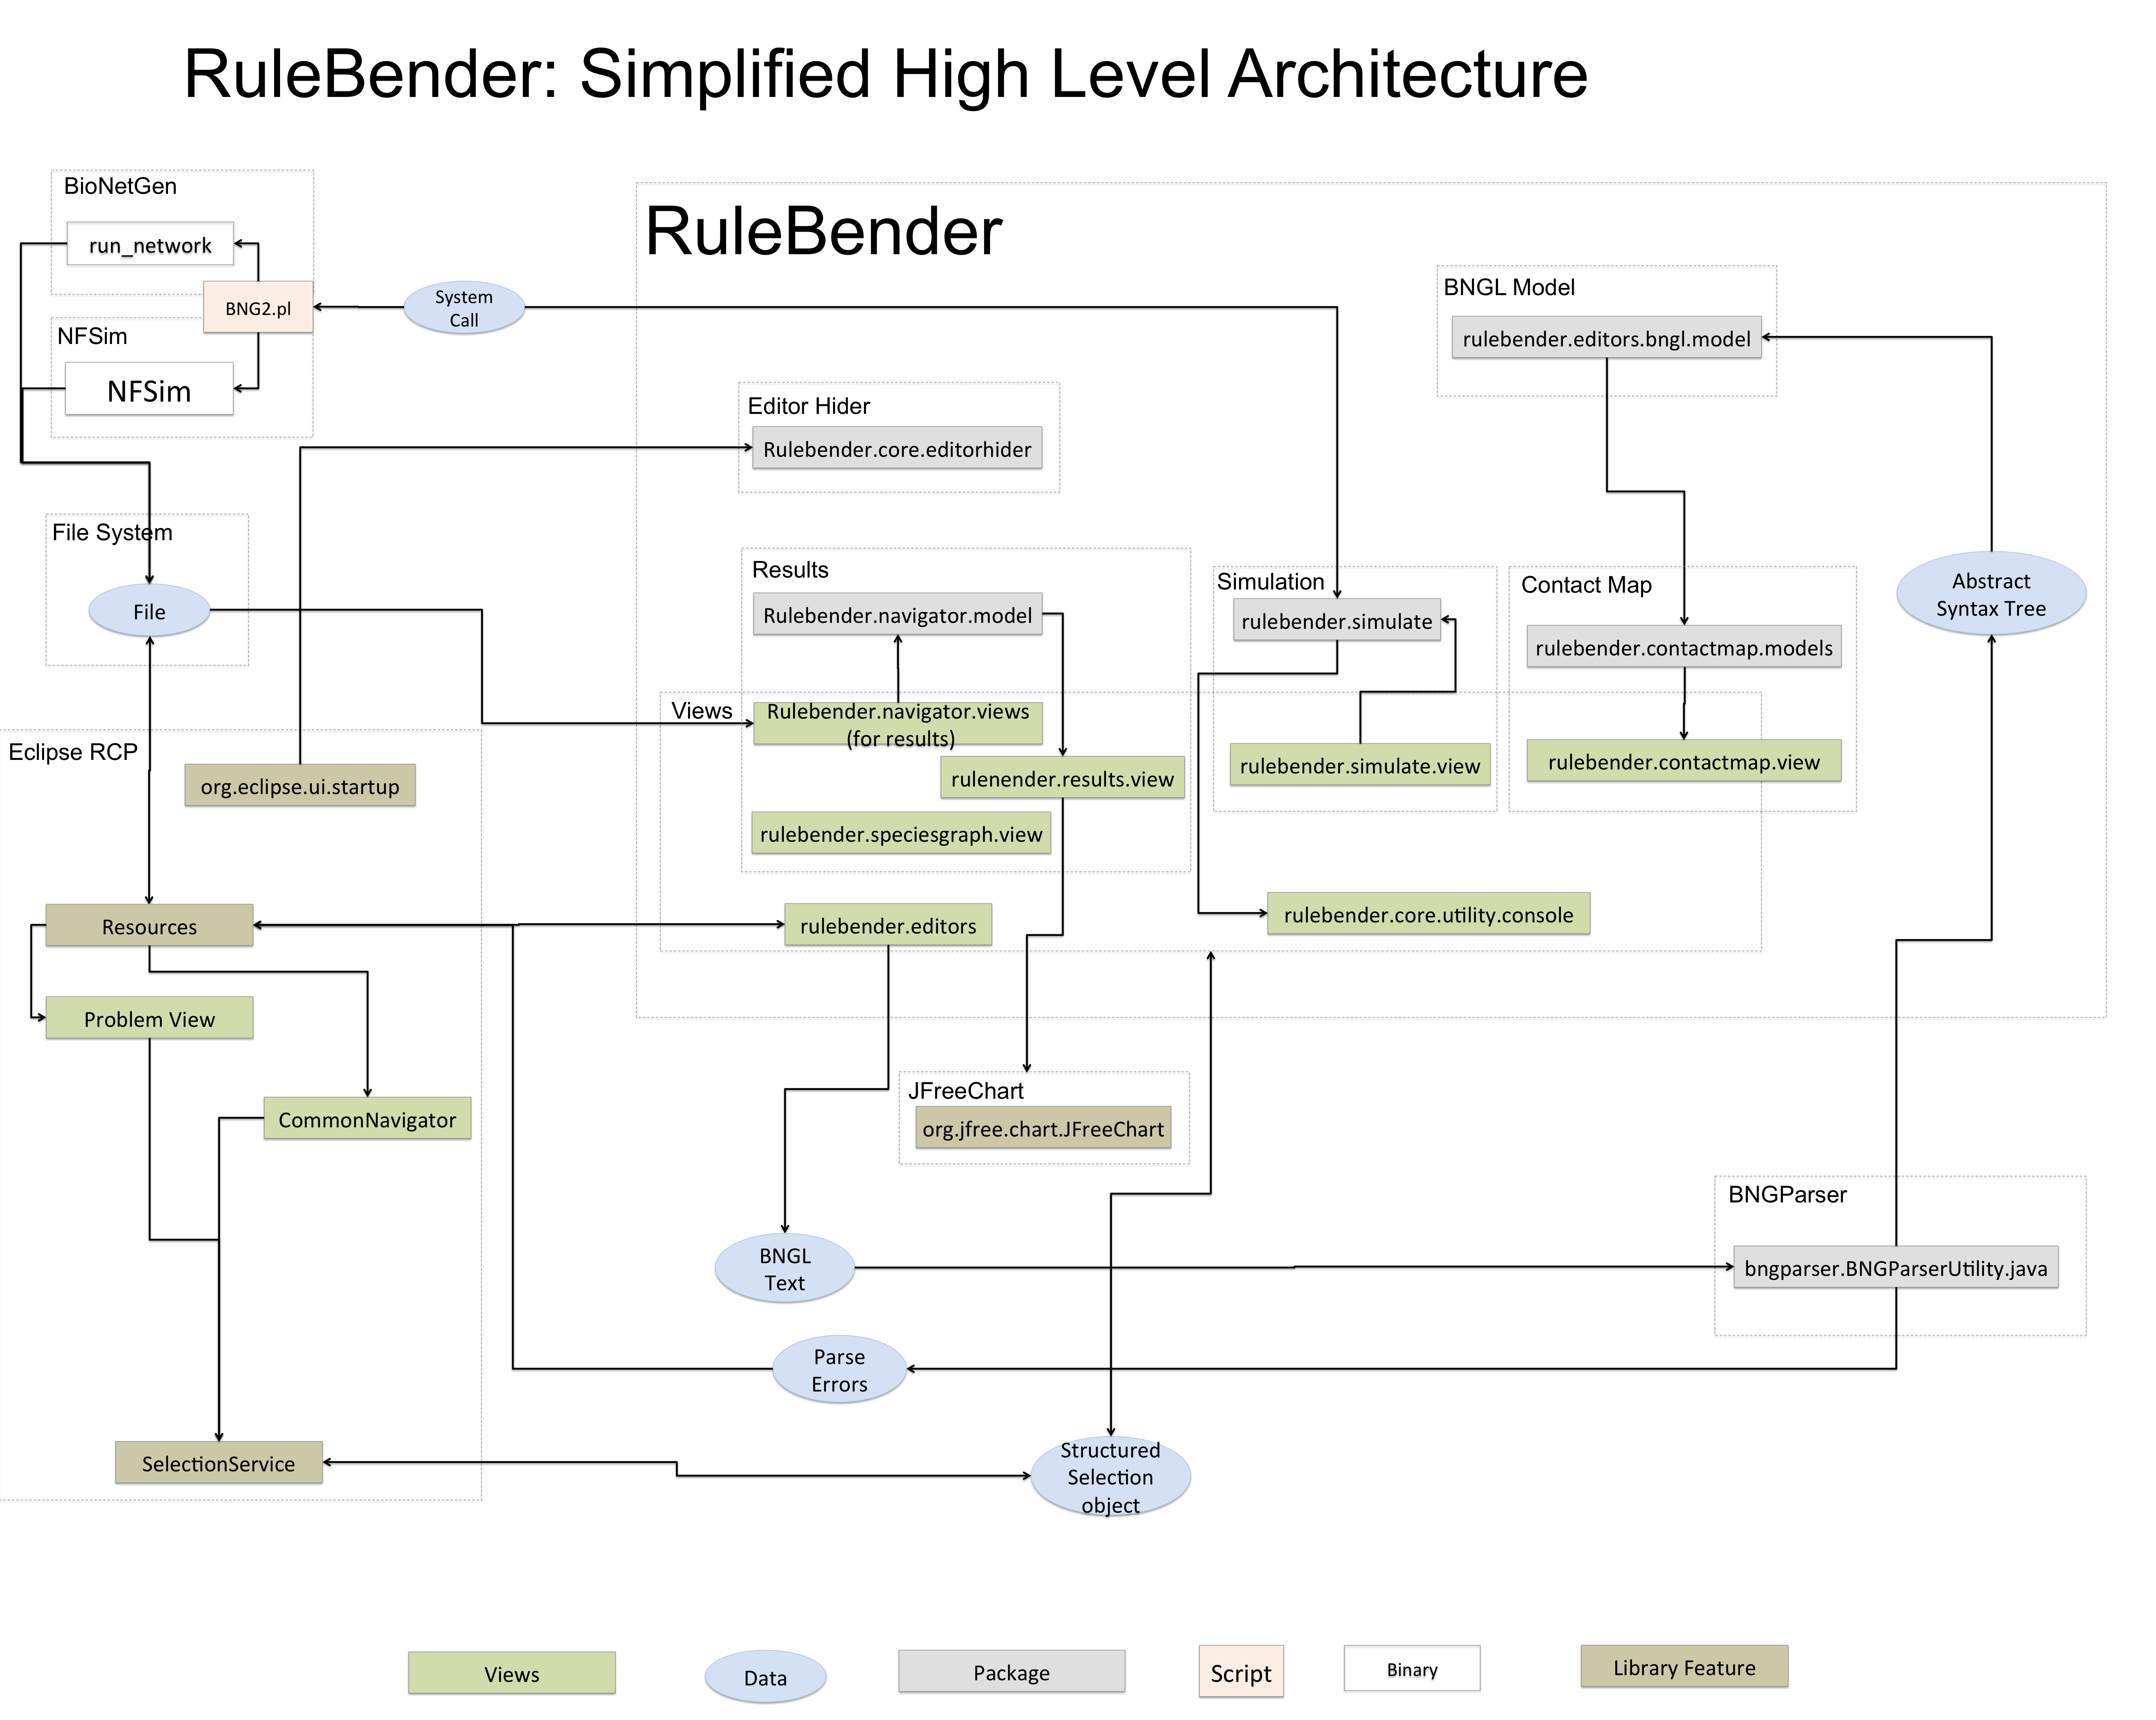 RuleBender: Simplified High Level Architecture
BioNetGen
run_network
BNG2.pl
NFSim
NFSim
System
Call
RuleBender
BNGL Model
rulebender.editors.bngl.model
Editor Hider
Rulebender.core.editorhider
File System
File
Results
Rulebender.navigator.model
Simulation
rulebender.simulate
Contact Map
rulebender.contactmap.models
Abstract
Syntax Tree
Views
Rulebender.navigator.views
(for results)
rulenender.results.view
rulebender.speciesgraph.view
rulebender.simulate.view
rulebender.contactmap.view
Eclipse RCP
org.eclipse.ui.startup
Resources
rulebender.editors
rulebender.core.utility.console
Problem View
CommonNavigator
JFreeChart
org.jfree.chart.JFreeChart
BNGParser
bngparser.BNGParserUtility.java
BNGL
Text
Parse
Errors
SelectionService
Structured
Selection
object
Views
Data
Package
Script
Binary
Library Feature